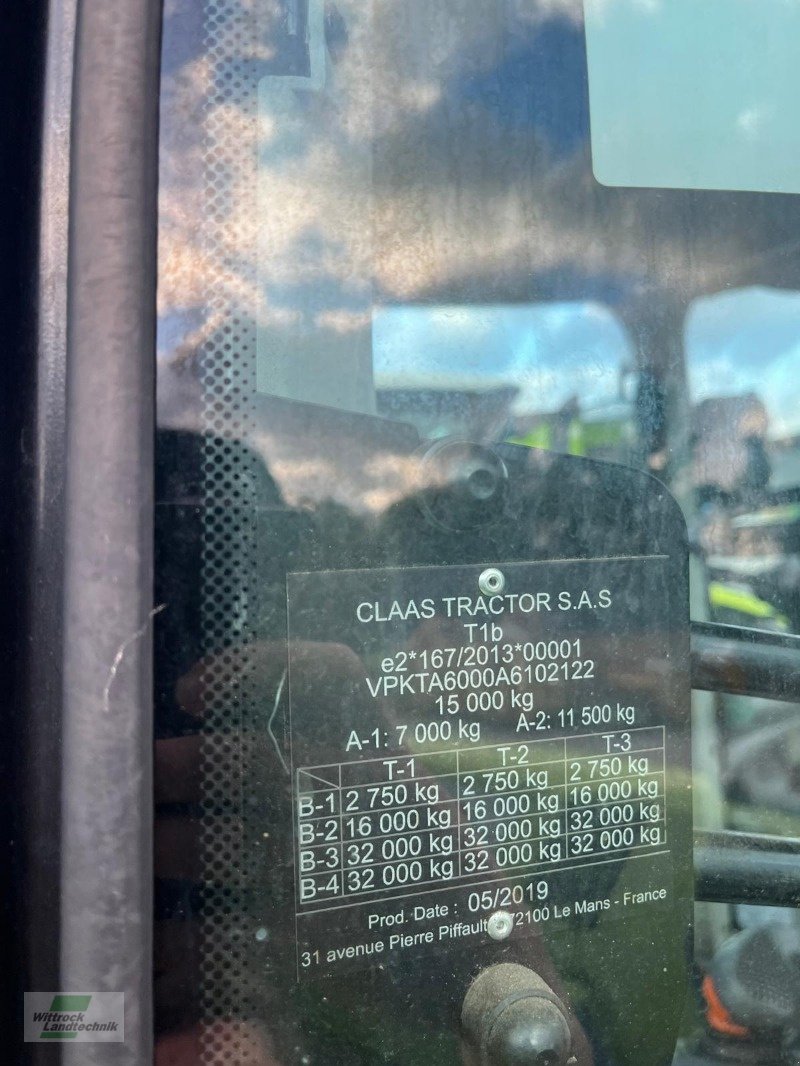 CLAAS TRACTOR S.A.S
T1b
e2*167/2013*00001
VPKTA6000A6102122
15 000 kg
A-1: 7 000 kg A-2: 11 500 kg
T-1 T-2 T-3
B-1 2 750 kg 2 750 kg 2 750 kg
B-2 16 000 kg 16 000 kg 16 000 kg
B-3 32 000 kg 32 000 kg 32 000 kg
B-4 32 000 kg 32 000 kg 32 000 kg
Prod. Date : 05/2019
31 avenue Pierre Piffault 72100 Le Mans - France
Wittrock
Landtechnik